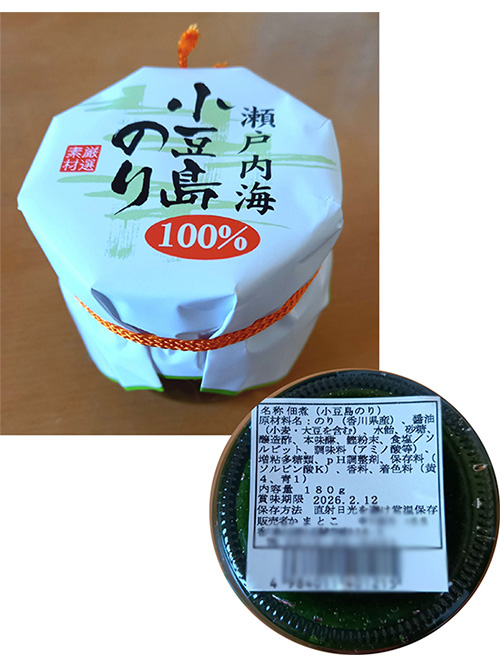 瀬戸内海
小豆島
のり
厳選
素材
100%
名称 佃煮（小豆島のり）
原材料名：のり（香川県産）、醤油
（小麦・大豆を含む）、水飴、砂糖、
醸造酢、本味醂、鰹粉末、食塩／ソ
ルビット、調味料（アミノ酸等）、
増粘多糖類、pH調整剤、保存料（
ソルビン酸K）、香料、着色料（黄
4、青1）
内容量 180g
賞味期限 2026.2.12
保存方法 直射日光を避け常温保存
販売者かまとこ